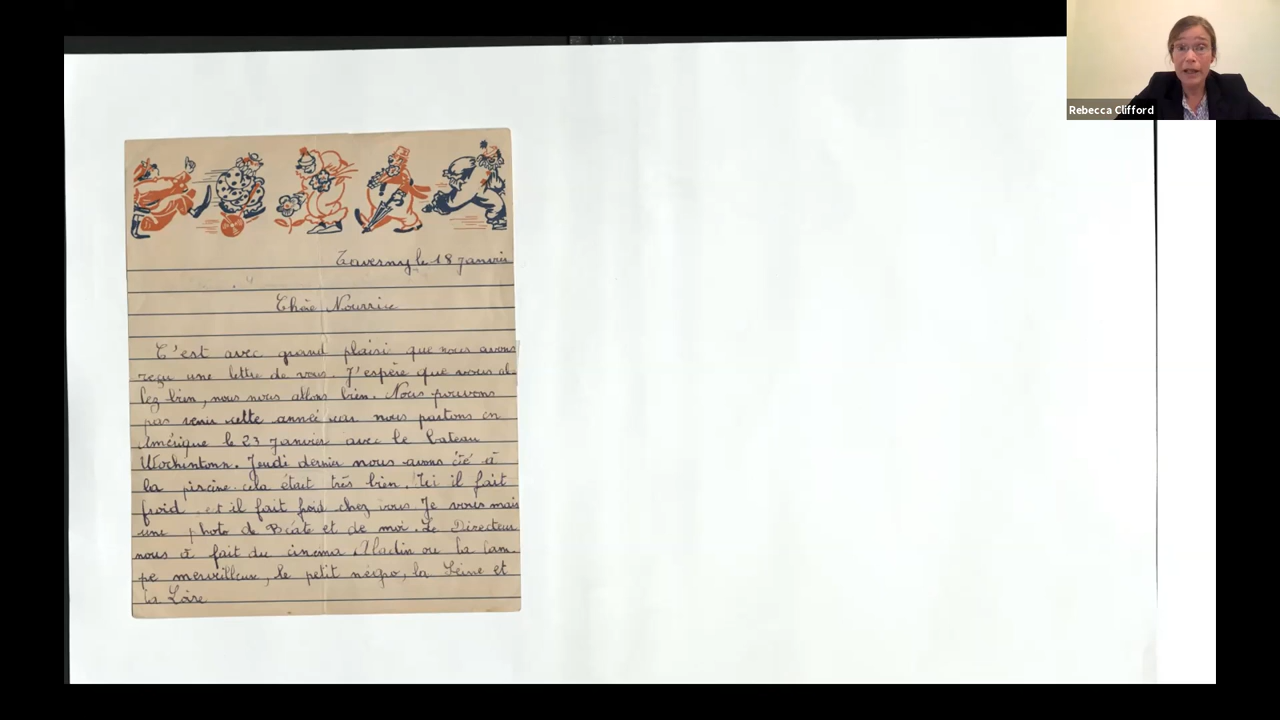 Rebecca Clifford
Taverny le 18 Janvier
Chère Nourrice
C'est avec grand plaisi que nous avons
reçu une lettre de vous. J'espère que vous al-
lez bien, nous nous allons bien. Nous pouvons
pas venir cette année car nous partons en
Amérique le 23 Janvier avec le bateau
Wochintonn. Jeudi dernier nous avons été à
la piscine cela était très bien. Ici il fait
froid et il fait froid chez vous. Je vous mais
une photo de Béate et de moi. Le Directeur
nous a fait du cinéma Aladin ou la lam-
pe merveilleux, le petit négro, la Seine et
la Loire